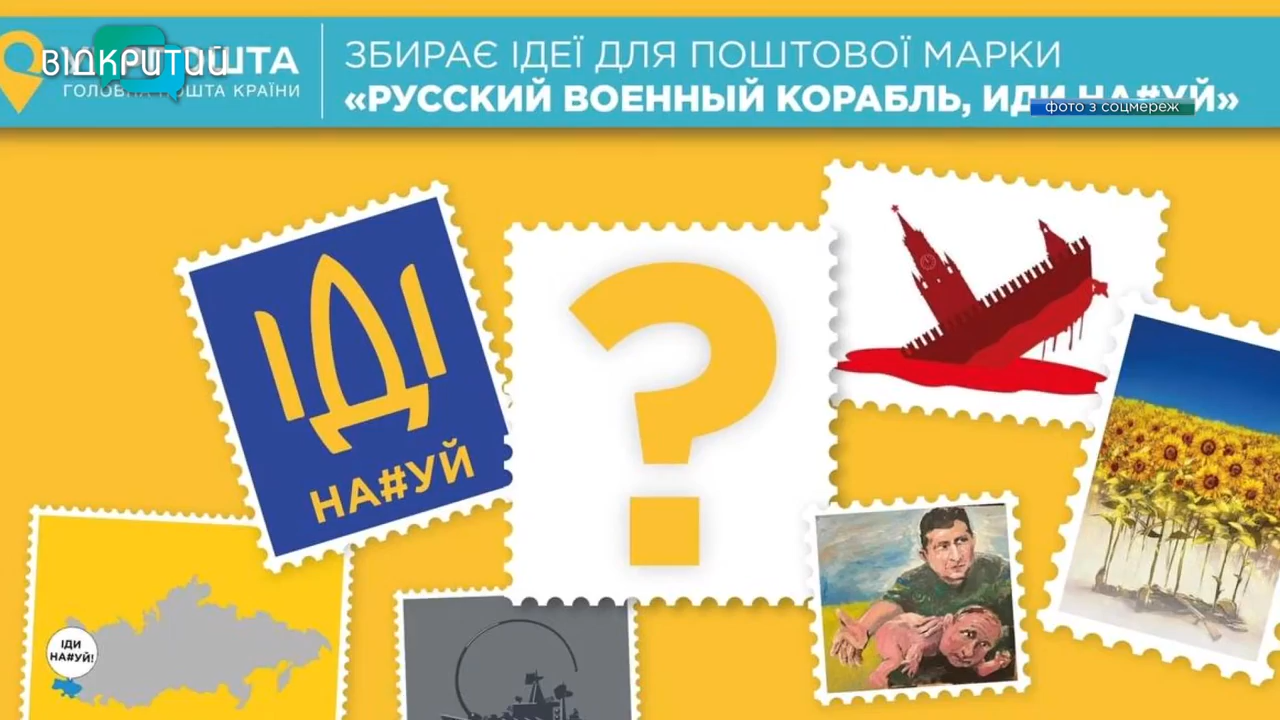 ВІДКРИТИЙ
ГОЛОВНА ПОШТА КРАЇНИ
ЗБИРАЄ ІДЕЇ ДЛЯ ПОШТОВОЇ МАРКИ
«РУССКИЙ ВОЕННЫЙ КОРАБЛЬ, ИДИ НА#УЙ»
фото з соцмереж
ІДІ
НА#УЙ
?
ІДИ
НА#УЙ!